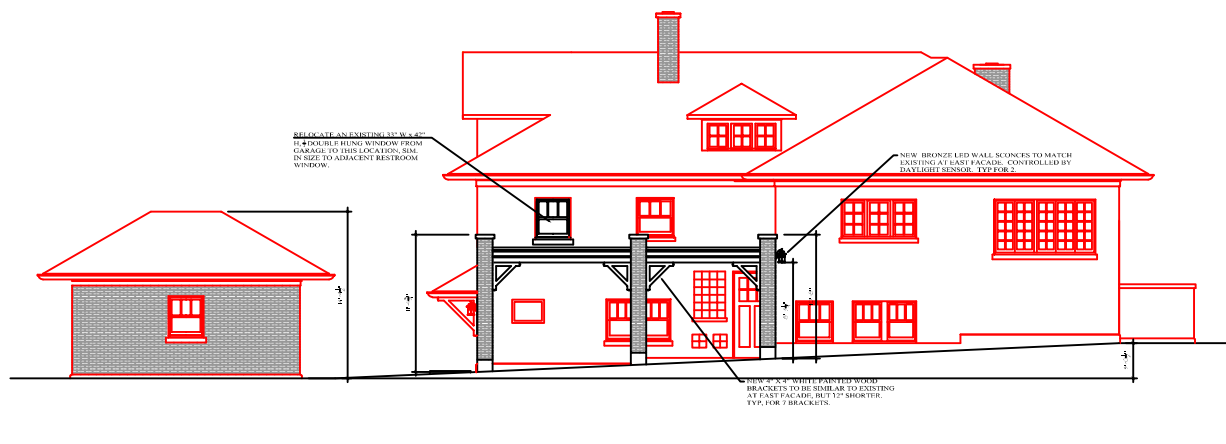 RELOCATE AN EXISTING 33" W x 42"
H, DOUBLE HUNG WINDOW FROM
GARAGE TO THIS LOCATION, SIM.
IN SIZE TO ADJACENT RESTROOM
WINDOW.
NEW BRONZE LED WALL SCONCES TO MATCH
EXISTING AT EAST FACADE. CONTROLLED BY
DAYLIGHT SENSOR. TYP FOR 2.
NEW 4" X 4" WHITE PAINTED WOOD
BRACKETS TO BE SIMILAR TO EXISTING
AT EAST FACADE, BUT 12" SHORTER.
TYP, FOR 7 BRACKETS.